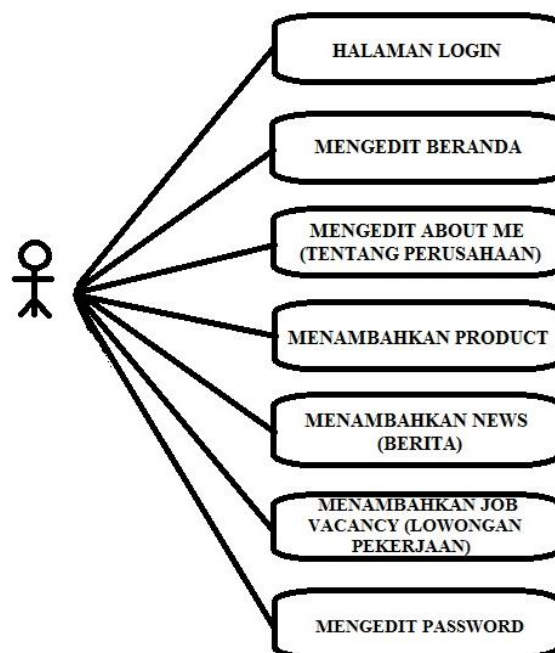 HALAMAN LOGIN
MENGEDIT BERANDA
MENGEDIT ABOUT ME
(TENTANG PERUSAHAAN)
MENAMBAHKAN PRODUCT
MENAMBAHKAN NEWS
(BERITA)
MENAMBAHKAN JOB
VACANCY (LOWONGAN
PEKERJAAN)
MENGEDIT PASSWORD